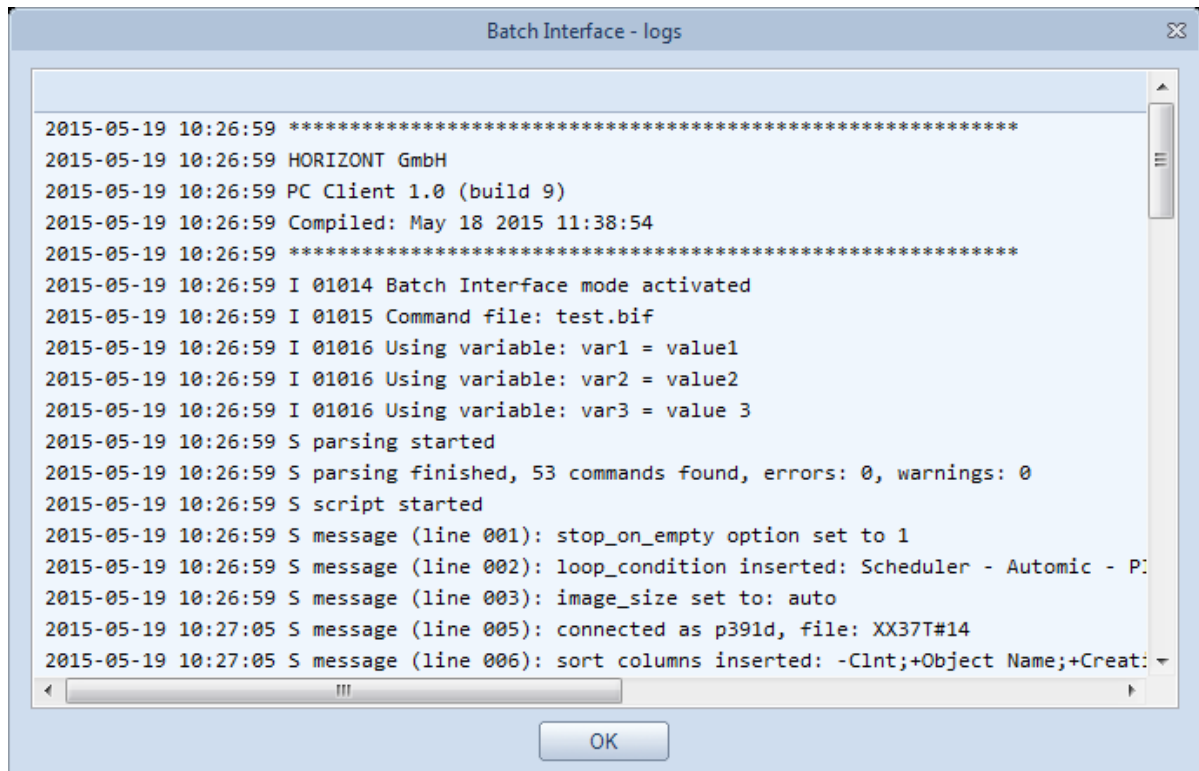 Batch Interface - logs
2015-05-19 10:26:59 ************************************************************
2015-05-19 10:26:59 HORIZONT GmbH
2015-05-19 10:26:59 PC Client 1.0 (build 9)
2015-05-19 10:26:59 Compiled: May 18 2015 11:38:54
2015-05-19 10:26:59 ************************************************************
2015-05-19 10:26:59 I 01014 Batch Interface mode activated
2015-05-19 10:26:59 I 01015 Command file: test.bif
2015-05-19 10:26:59 I 01016 Using variable: var1 = value1
2015-05-19 10:26:59 I 01016 Using variable: var2 = value2
2015-05-19 10:26:59 I 01016 Using variable: var3 = value 3
2015-05-19 10:26:59 S parsing started
2015-05-19 10:26:59 S parsing finished, 53 commands found, errors: 0, warnings: 0
2015-05-19 10:26:59 S script started
2015-05-19 10:26:59 S message (line 001): stop_on_empty option set to 1
2015-05-19 10:26:59 S message (line 002): loop_condition inserted: Scheduler - Automic -
2015-05-19 10:26:59 S message (line 003): image_size set to: auto
2015-05-19 10:27:05 S message (line 005): connected as p391d, file: XX37T#14
2015-05-19 10:27:05 S message (line 006): sort columns inserted: -Clnt;+Object Name;+Creati
OK